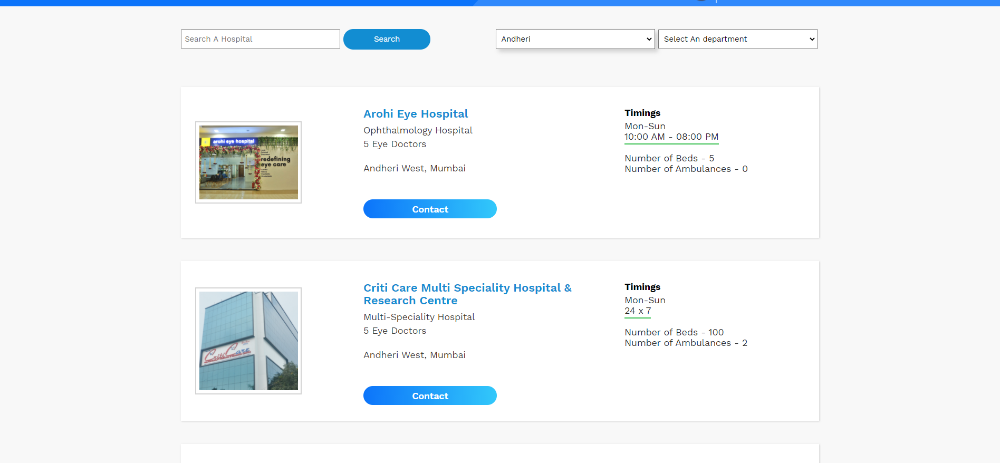 Search A Hospital
Search
Andheri
Select An department
Arohi Eye Hospital
Ophthalmology Hospital
5 Eye Doctors
Andheri West, Mumbai
Contact
Timings
Mon-Sun
10:00 AM - 08:00 PM
Number of Beds - 5
Number of Ambulances - 0
arohi eye hospital
redefining
eye care
Criti Care Multi Speciality Hospital &
Research Centre
Multi-Speciality Hospital
5 Eye Doctors
Andheri West, Mumbai
Contact
Timings
Mon-Sun
24 x 7
Number of Beds - 100
Number of Ambulances - 2
CritiCare